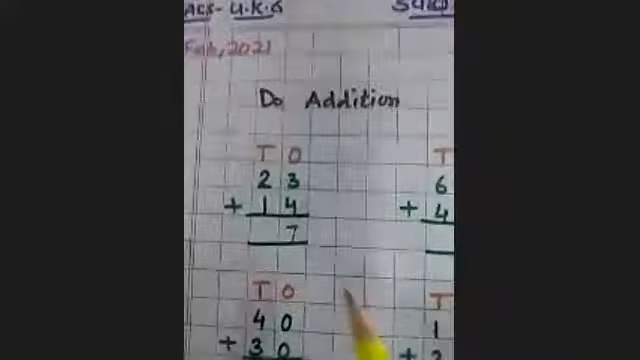 U.K.G
Feb, 2021
Do Addition
T O T
2 3 6
+ 1 4 + 4
7
T O T
4 0 1
+ 3 0 + 2